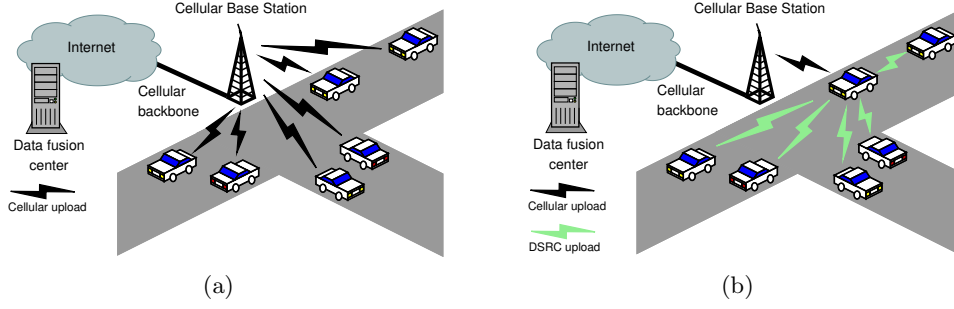 Cellular Base Station
Internet
Cellular
backbone
Data fusion
center
Cellular upload
(a)
Cellular Base Station
Internet
Cellular
backbone
Data fusion
center
Cellular upload
DSRC upload
(b)